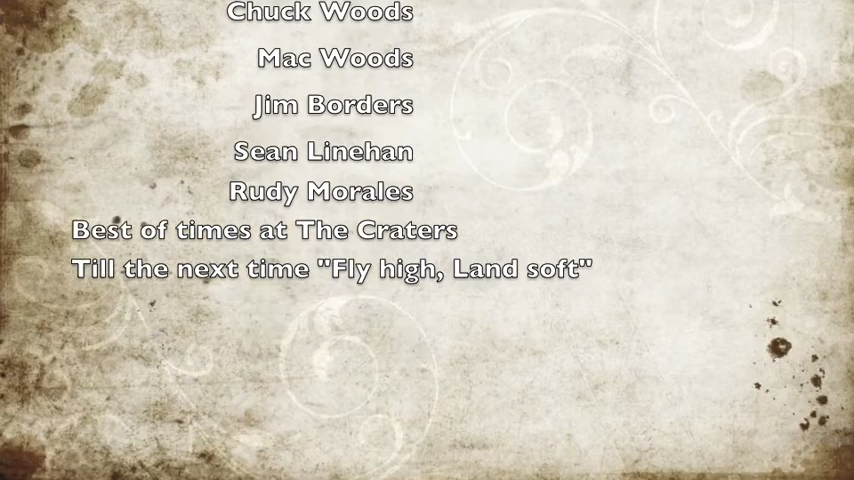 Chuck Woods
Mac Woods
Jim Borders
Sean Linehan
Rudy Morales
Best of times at The Craters
Till the next time "Fly high, Land soft"